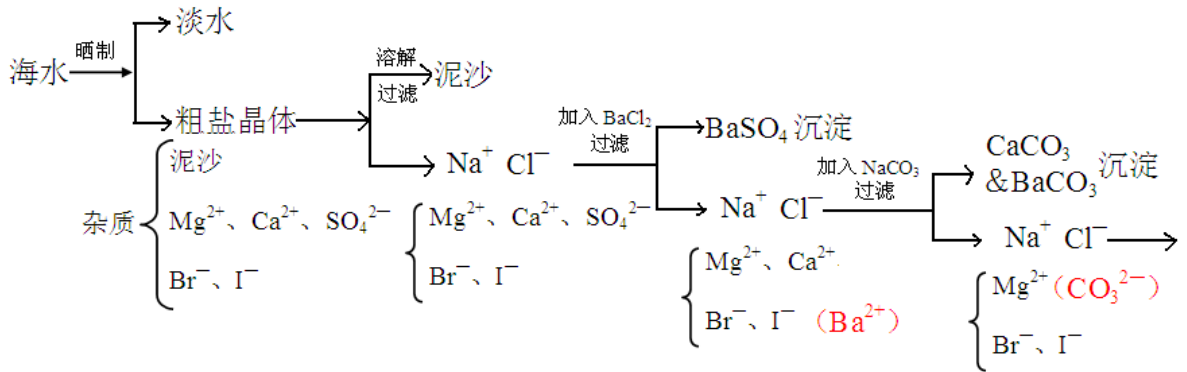 海水
晒制
淡水
粗盐晶体
杂质
泥沙
Mg²⁺、Ca²⁺、SO₄²⁻
Br⁻、I⁻
溶解
过滤
泥沙
Na⁺ Cl⁻
Mg²⁺、Ca²⁺、SO₄²⁻
Br⁻、I⁻
加入 BaCl₂
过滤
BaSO₄ 沉淀
Na⁺ Cl⁻
Mg²⁺、Ca²⁺
Br⁻、I⁻（Ba²⁺）
加入 NaCO₃
过滤
CaCO₃
&BaCO₃ 沉淀
Na⁺ Cl⁻
Mg²⁺（CO₃²⁻）
Br⁻、I⁻